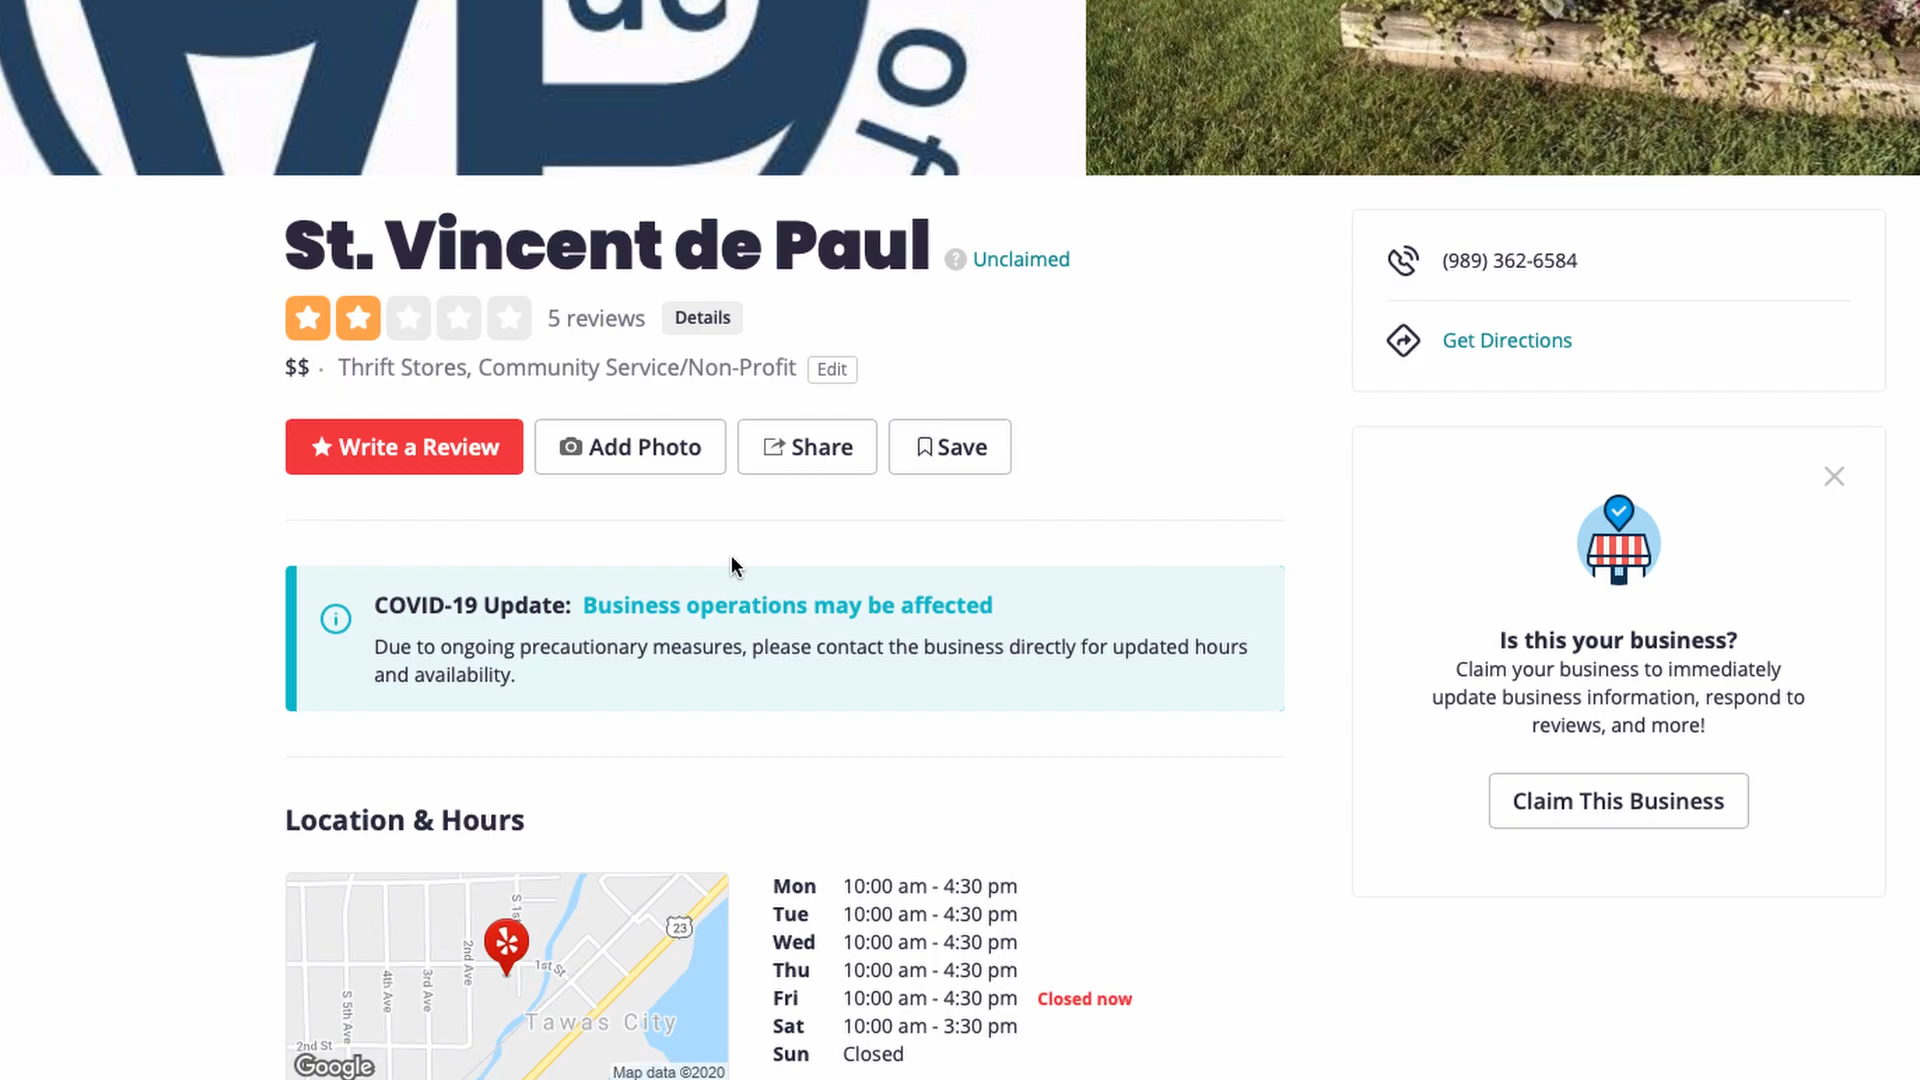 de
of
St. Vincent de Paul
? Unclaimed
5 reviews
Details
$$ · Thrift Stores, Community Service/Non-Profit
Edit
Write a Review
Add Photo
Share
Save
COVID-19 Update: Business operations may be affected
Due to ongoing precautionary measures, please contact the business directly for updated hours
and availability.
Location & Hours
S 1st
23
2nd Ave
1st St
4th Ave
3rd Ave
S 5th Ave
Tawas City
2nd St
Google
Map data ©2020
Mon 10:00 am - 4:30 pm
Tue 10:00 am - 4:30 pm
Wed 10:00 am - 4:30 pm
Thu 10:00 am - 4:30 pm
Fri 10:00 am - 4:30 pm Closed now
Sat 10:00 am - 3:30 pm
Sun Closed
(989) 362-6584
Get Directions
Is this your business?
Claim your business to immediately
update business information, respond to
reviews, and more!
Claim This Business